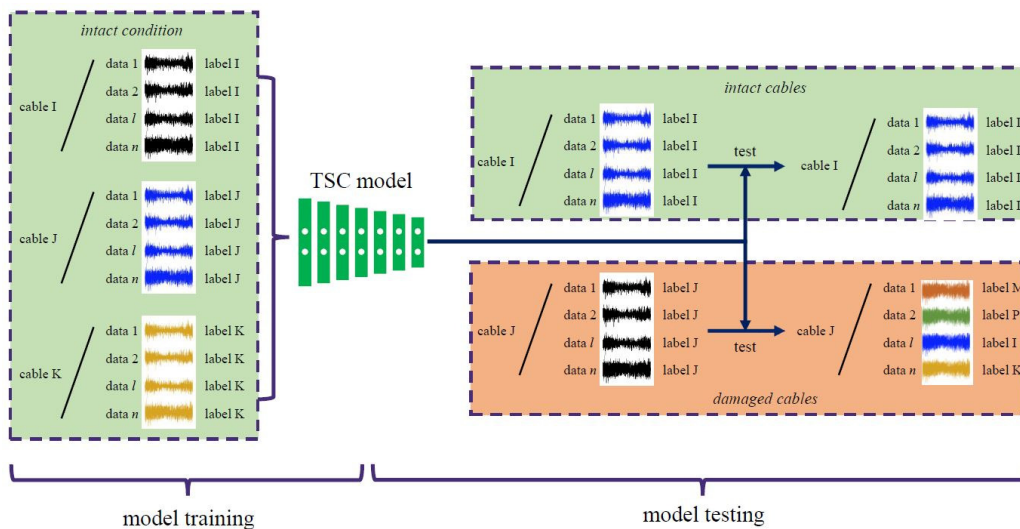 intact condition
cable I
data 1 label I
data 2 label I
data l label I
data n label I
cable J
data 1 label J
data 2 label J
data l label J
data n label J
cable K
data 1 label K
data 2 label K
data l label K
data n label K
TSC model
intact cables
cable I
data 1 label I
data 2 label I
data l label I
data n label I
test
cable I
data 1 label I
data 2 label I
data l label I
data n label I
cable J
data 1 label J
data 2 label J
data l label J
data n label J
test
cable J
data 1 label M
data 2 label P
data l label I
data n label K
damaged cables
model training
model testing